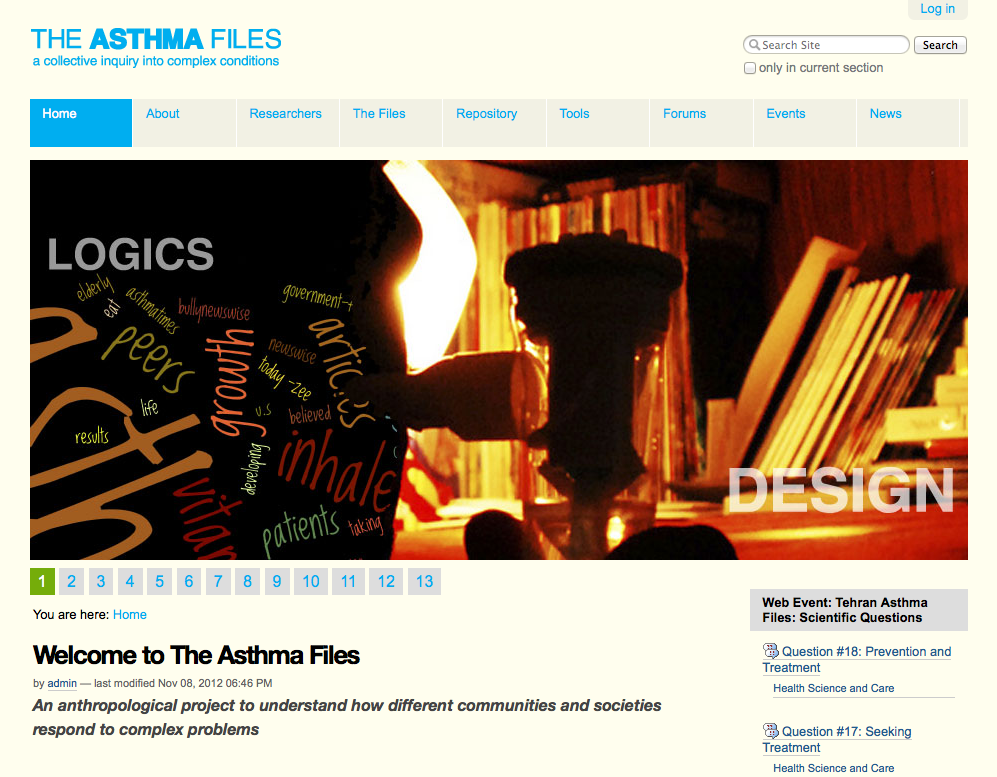 Log in
THE ASTHMA FILES
a collective inquiry into complex conditions
Search Site
Search
only in current section
Home
About
Researchers
The Files
Repository
Tools
Forums
Events
News
LOGICS
elderly
eat
asthmatimes
bullynewswise
government-t
peers
growth
newswise
today -zee
life
u.s
believed
results
developing
inhale
patients
taking
DESIGN
1 2 3 4 5 6 7 8 9 10 11 12 13
You are here: Home
Web Event: Tehran Asthma
Files: Scientific Questions
Welcome to The Asthma Files
by admin — last modified Nov 08, 2012 06:46 PM
An anthropological project to understand how different communities and societies
respond to complex problems
Question #18: Prevention and
Treatment
Health Science and Care
Question #17: Seeking
Treatment
Health Science and Care